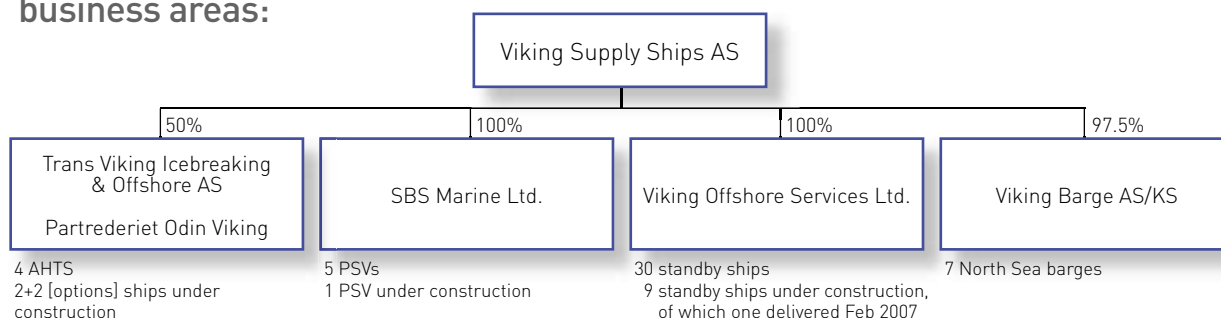 business areas:
Viking Supply Ships AS
50%
100%
100%
97.5%
Trans Viking Icebreaking
& Offshore AS
Partrederiet Odin Viking
SBS Marine Ltd.
Viking Offshore Services Ltd.
Viking Barge AS/KS
4 AHTS
2+2 [options] ships under
construction
5 PSVs
1 PSV under construction
30 standby ships
9 standby ships under construction,
of which one delivered Feb 2007
7 North Sea barges